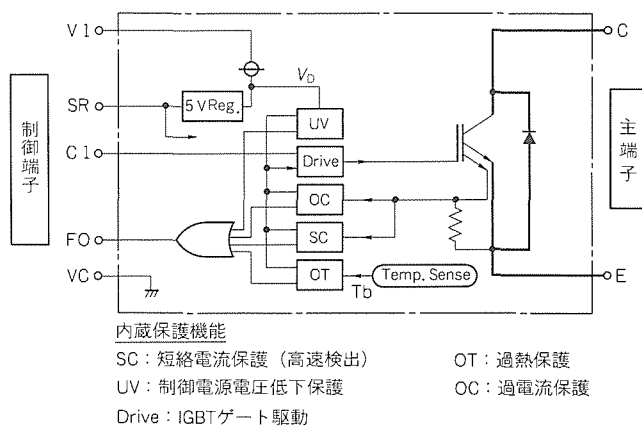 V1
C
V_D
SR
5 V Reg.
UV
制御端子
主端子
C1
Drive
OC
FO
SC
VC
OT
Temp. Sense
Tb
E
内蔵保護機能
SC：短絡電流保護（高速検出）
OT：過熱保護
UV：制御電源電圧低下保護
OC：過電流保護
Drive：IGBTゲート駆動